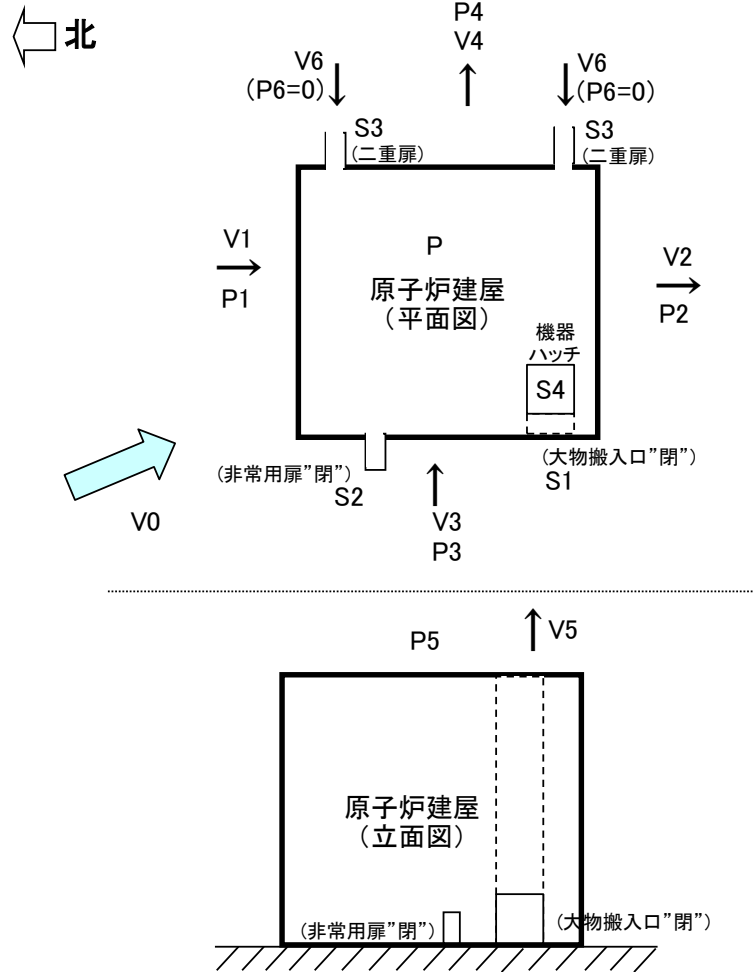 北
P4
V4
V6
(P6=0)
V6
(P6=0)
S3
(二重扉)
S3
(二重扉)
V1
P1
P
原子炉建屋
(平面図)
V2
P2
機器
ハッチ
S4
(非常用扉”閉”)
S2
(大物搬入口”閉”)
S1
V0
V3
P3
P5
V5
原子炉建屋
(立面図)
(非常用扉”閉”)
(大物搬入口”閉”)